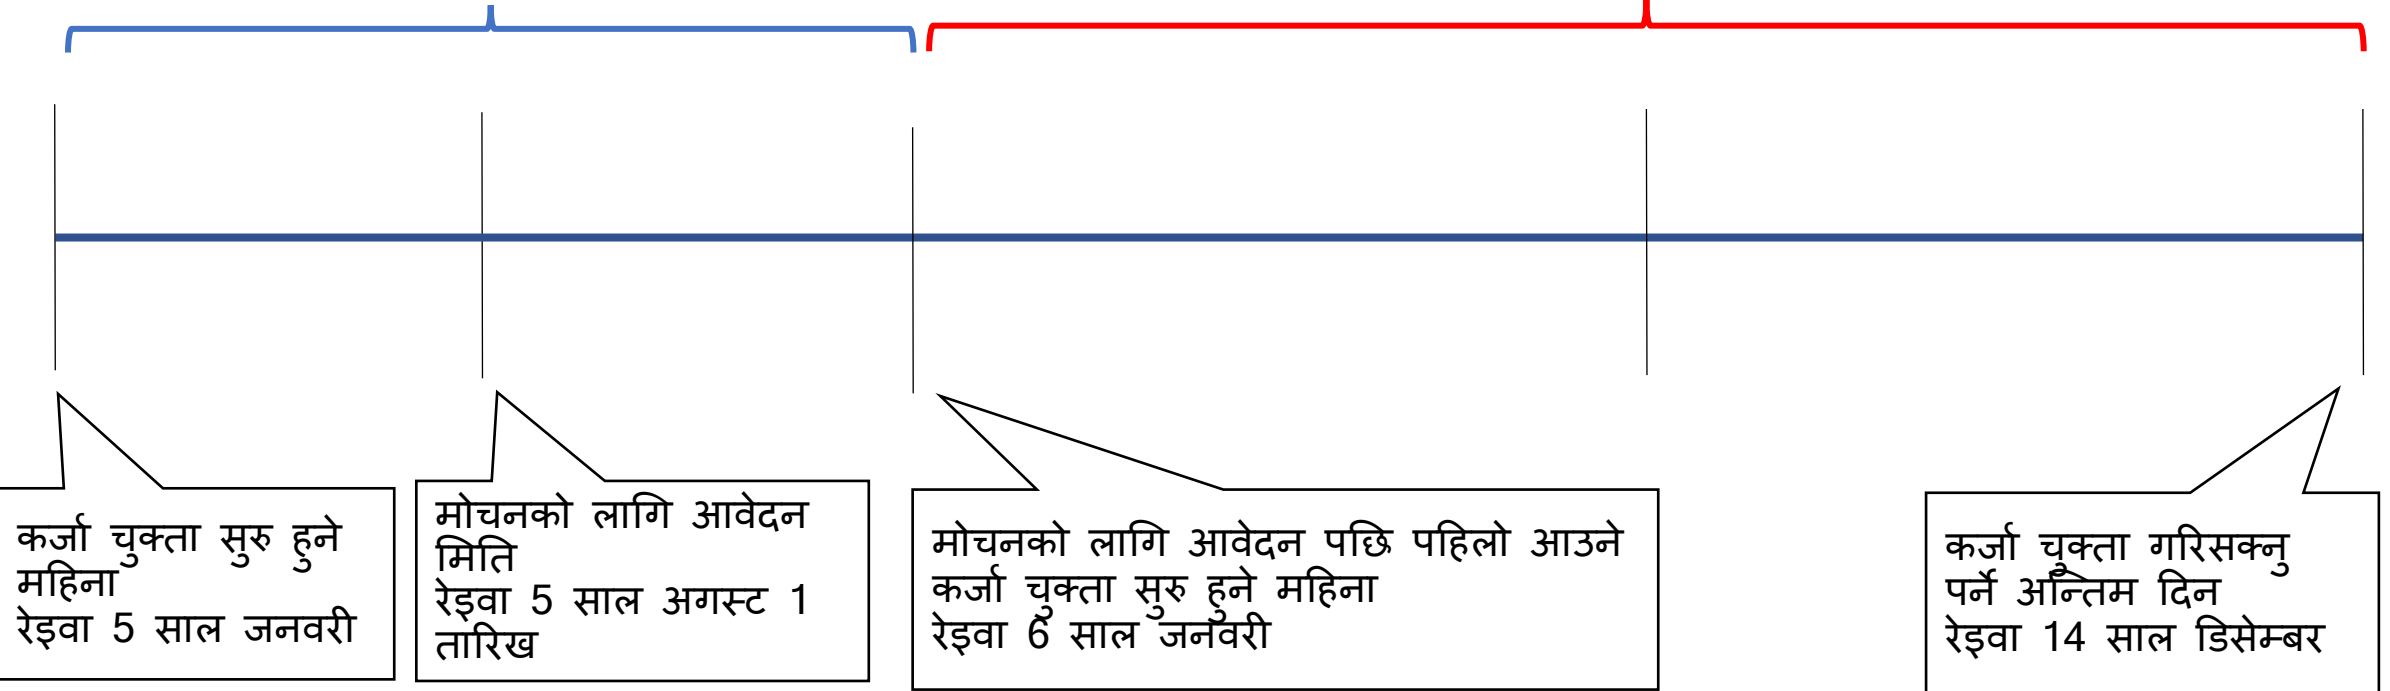 कर्जा चुक्ता सुरु हुने
महिना
रेइवा 5 साल जनवरी
मोचनको लागि आवेदन
मिति
रेइवा 5 साल अगस्ट 1
तारिख
मोचनको लागि आवेदन पछि पहिलो आउने
कर्जा चुक्ता सुरु हुने महिना
रेइवा 6 साल जनवरी
कर्जा चुक्ता गरिसक्नु
पर्ने अन्तिम दिन
रेइवा 14 साल डिसेम्बर